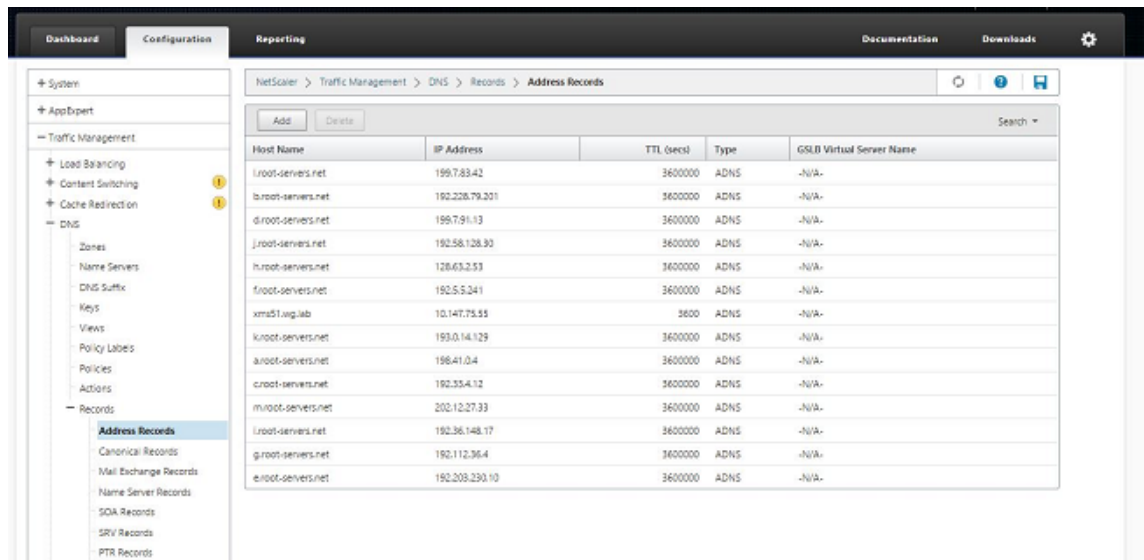 Dashboard Configuration Reporting Documentation Downloads
+ System
NetScaler > Traffic Management > DNS > Records > Address Records
+ AppExpert
Add Delete Search
− Traffic Management
Host Name IP Address TTL (secs) Type GSLB Virtual Server Name
+ Load Balancing
+ Content Switching
+ Cache Redirection
− DNS
Zones
Name Servers
DNS Suffix
Keys
Views
Policy Labels
Policies
Actions
− Records
Address Records
Canonical Records
Mail Exchange Records
Name Server Records
SOA Records
SRV Records
PTR Records
l.root-servers.net 199.7.83.42 3600000 ADNS -N/A-
b.root-servers.net 192.228.79.201 3600000 ADNS -N/A-
d.root-servers.net 199.7.91.13 3600000 ADNS -N/A-
j.root-servers.net 192.58.128.30 3600000 ADNS -N/A-
h.root-servers.net 128.63.2.53 3600000 ADNS -N/A-
f.root-servers.net 192.5.5.241 3600000 ADNS -N/A-
xms51.wg.lab 10.147.75.55 3600 ADNS -N/A-
k.root-servers.net 193.0.14.129 3600000 ADNS -N/A-
a.root-servers.net 198.41.0.4 3600000 ADNS -N/A-
c.root-servers.net 192.33.4.12 3600000 ADNS -N/A-
m.root-servers.net 202.12.27.33 3600000 ADNS -N/A-
i.root-servers.net 192.36.148.17 3600000 ADNS -N/A-
g.root-servers.net 192.112.36.4 3600000 ADNS -N/A-
e.root-servers.net 192.203.230.10 3600000 ADNS -N/A-